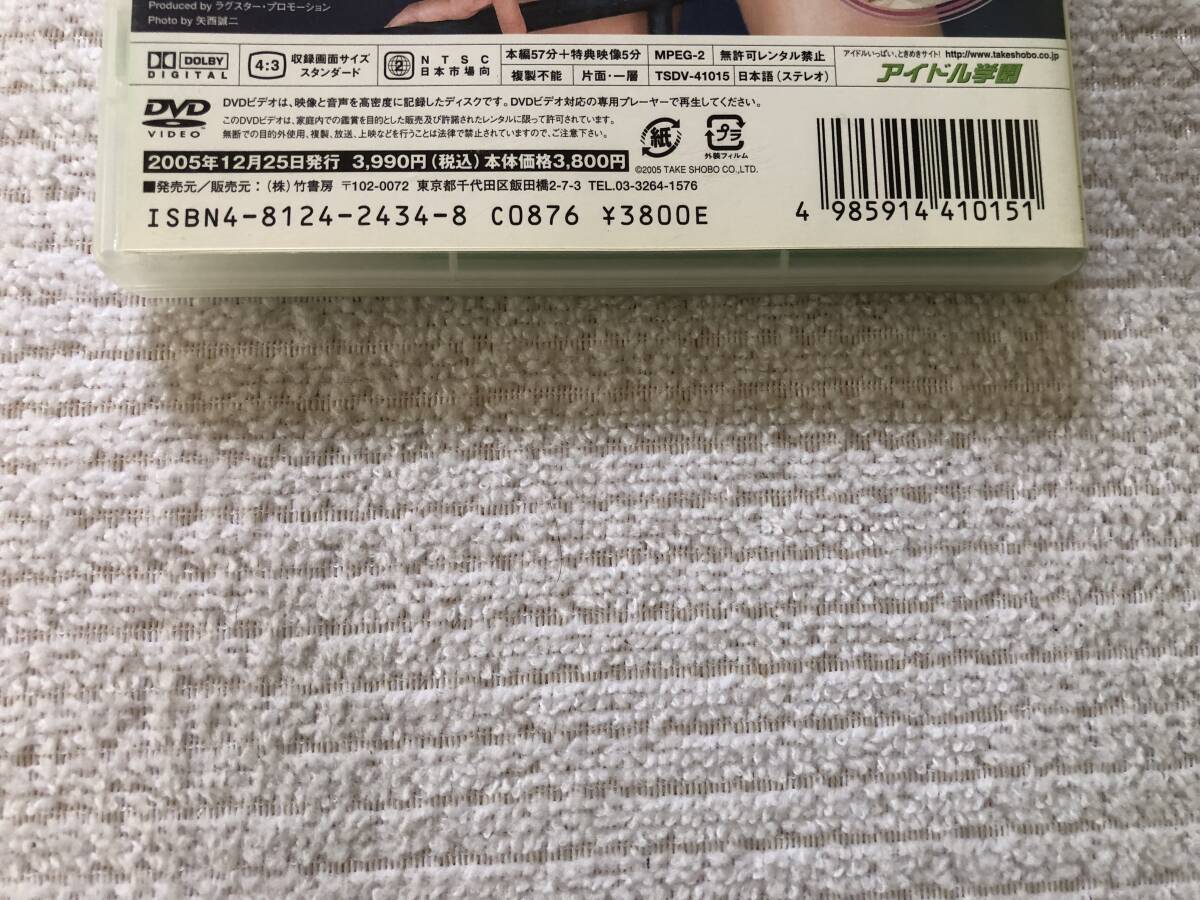 Produced by ラグスター・プロモーション
Photo by 矢西誠二
DOLBY DIGITAL
4:3 収録画面サイズ スタンダード
2 NTSC 日本市場向
本編57分+特典映像5分 MPEG-2 無許可レンタル禁止
複製不能 片面・一層 TSDV-41015 日本語(ステレオ)
アイドルいっぱい、ときめきサイト! http://www.takeshobo.co.jp
アイドル学園
DVD VIDEO
DVDビデオは、映像と音声を高密度に記録したディスクです。DVDビデオ対応の専用プレーヤーで再生してください。
このDVDビデオは、家庭内での鑑賞を目的とした販売及び許諾されたレンタルに限って許可されています。
無断での目的外使用、複製、放送、上映などを行うことは法律で禁止されていますので、ご注意下さい。
紙 プラ 外装フィルム
2005年12月25日発行 3,990円(税込)本体価格3,800円
©2005 TAKE SHOBO CO.,LTD.
■発売元/販売元:(株)竹書房 〒102-0072 東京都千代田区飯田橋2-7-3 TEL.03-3264-1576
ISBN4-8124-2434-8 C0876 ¥3800E
4 985914 410151